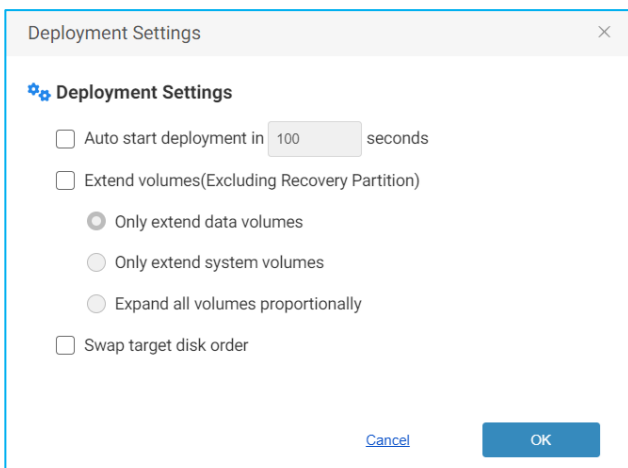 Deployment Settings
Deployment Settings
Auto start deployment in 100 seconds
Extend volumes(Excluding Recovery Partition)
Only extend data volumes
Only extend system volumes
Expand all volumes proportionally
Swap target disk order
Cancel OK